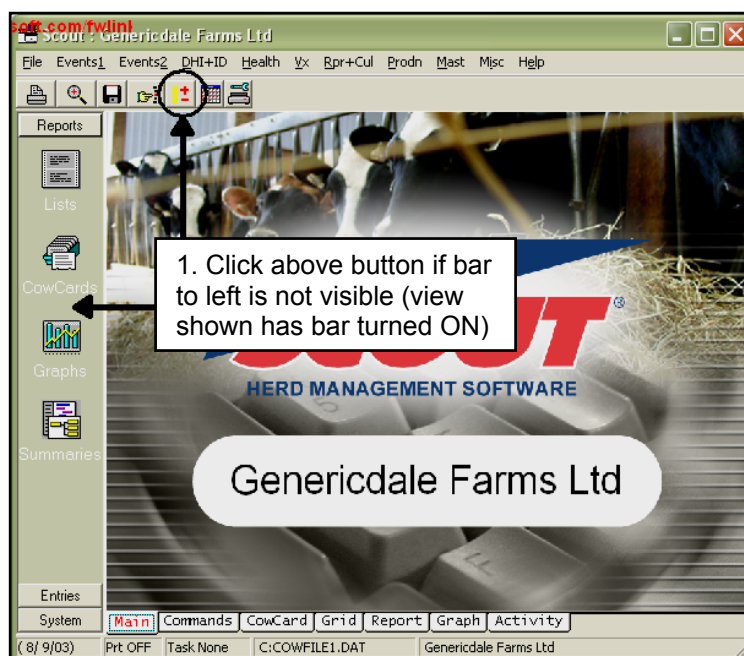 soft.com/fwlink
Scout : Genericdale Farms Ltd
File Events1 Events2 DHI+ID Health Vx Rpr+Cul Prodn Mast Misc Help
Reports
Lists
CowCards
Graphs
Summaries
1. Click above button if bar
to left is not visible (view
shown has bar turned ON)
SCOUT ®
HERD MANAGEMENT SOFTWARE
Genericdale Farms Ltd
Entries
System
Main Commands CowCard Grid Report Graph Activity
( 8/ 9/03) Prt OFF Task None C:COWFILE1.DAT Genericdale Farms Ltd